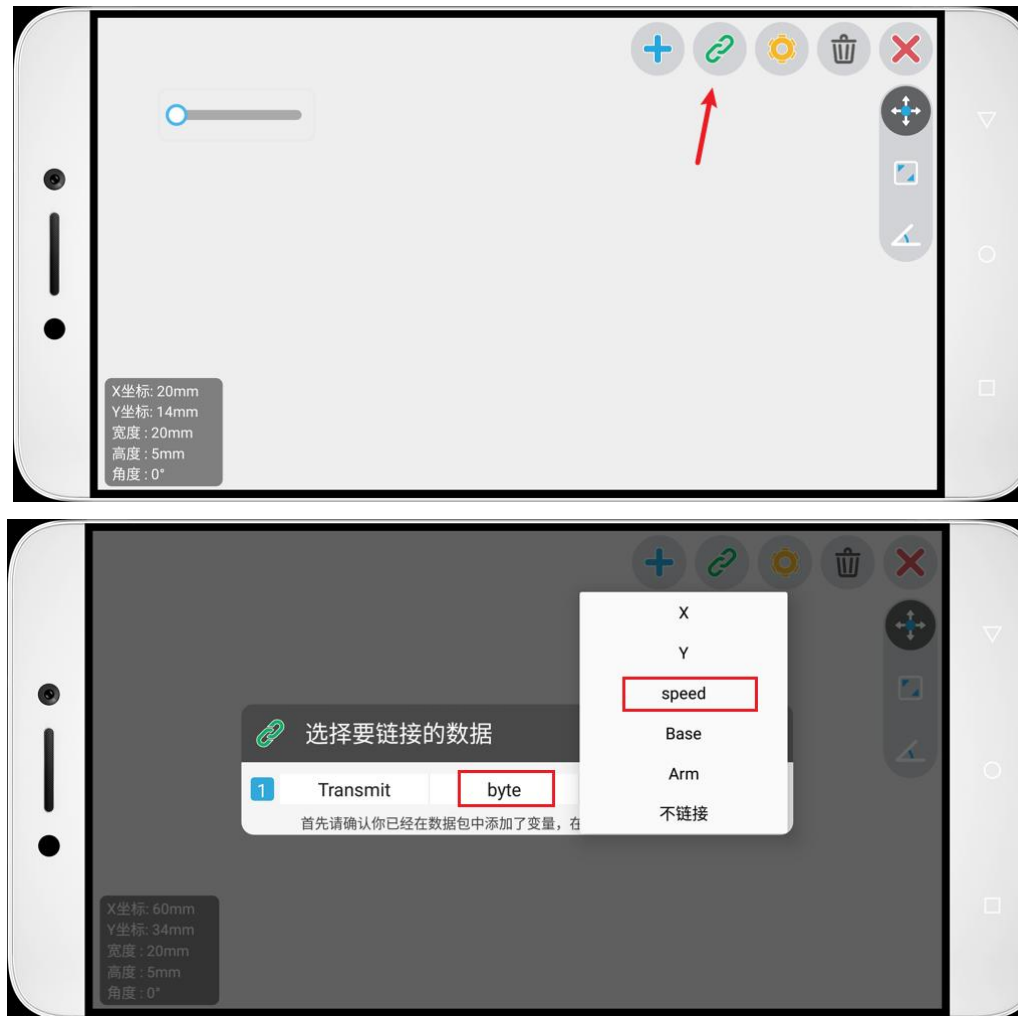 X坐标: 20mm
Y坐标: 14mm
宽度 : 20mm
高度 : 5mm
角度 : 0°
X
Y
speed
Base
Arm
不链接
选择要链接的数据
1 Transmit byte
首先请确认你已经在数据包中添加了变量，在
X坐标: 60mm
Y坐标: 34mm
宽度 : 20mm
高度 : 5mm
角度 : 0°